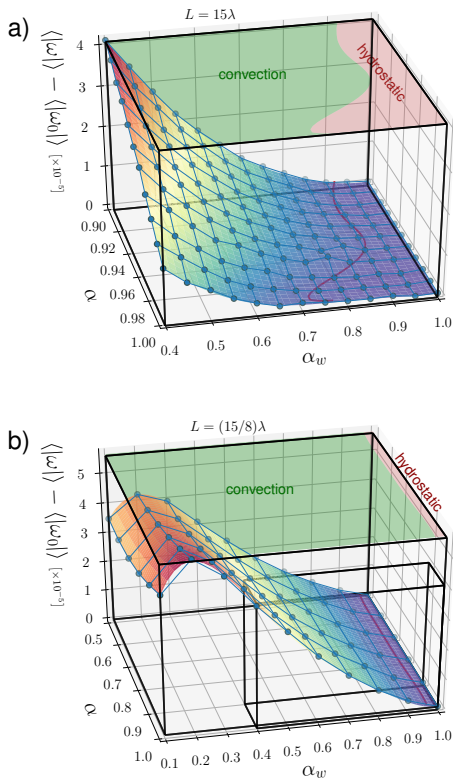 a)
L = 15λ
⟨|ω|⟩ − ⟨|ω₀|⟩ [×10⁻⁵]
4
3
2
1
0
convection
hydrostatic
0.90
0.92
0.94
0.96
0.98
1.00
α
0.4
0.5
0.6
0.7
0.8
0.9
1.0
α_w
b)
L = (15/8)λ
⟨|ω|⟩ − ⟨|ω₀|⟩ [×10⁻⁵]
5
4
3
2
1
0
convection
hydrostatic
0.5
0.6
0.7
0.8
0.9
1.0
α
0.1
0.2
0.3
0.4
0.5
0.6
0.7
0.8
0.9
1.0
α_w